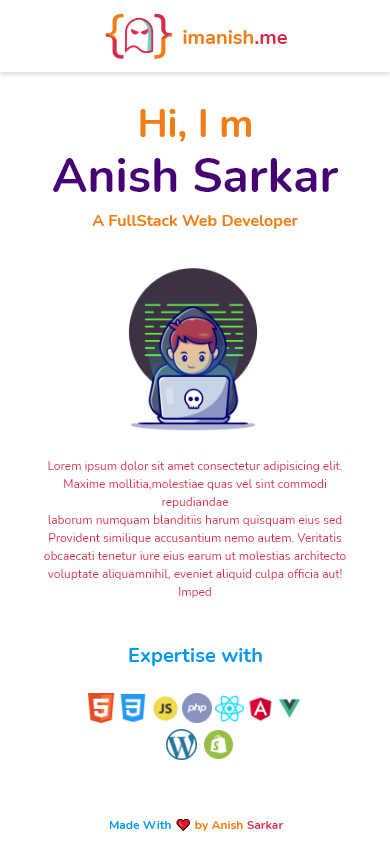 imanish.me
Hi, I m
Anish Sarkar
A FullStack Web Developer
Lorem ipsum dolor sit amet consectetur adipisicing elit.
Maxime mollitia,molestiae quas vel sint commodi
repudiandae
laborum numquam blanditiis harum quisquam eius sed
Provident similique accusantium nemo autem. Veritatis
obcaecati tenetur iure eius earum ut molestias architecto
voluptate aliquamnihil, eveniet aliquid culpa officia aut!
Imped
Expertise with
5 3 JS php
Made With by Anish Sarkar